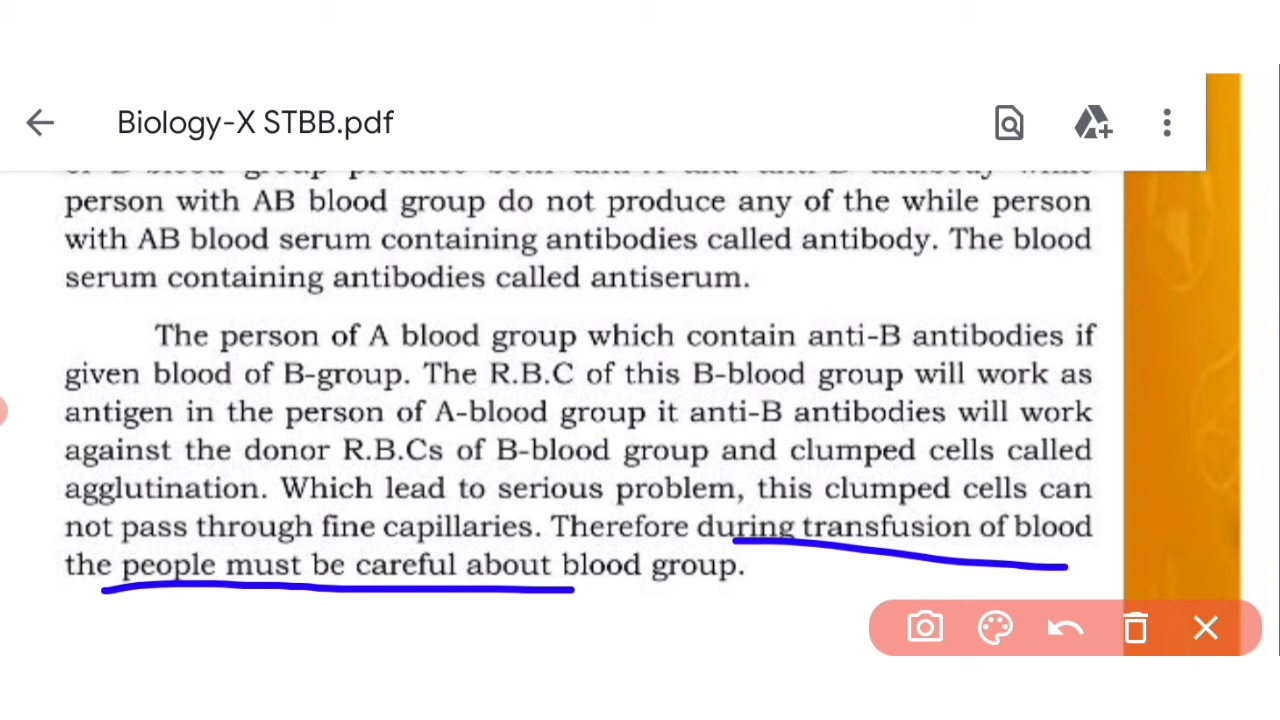 Biology-X STBB.pdf
person with AB blood group do not produce any of the while person
with AB blood serum containing antibodies called antibody. The blood
serum containing antibodies called antiserum.
The person of A blood group which contain anti-B antibodies if
given blood of B-group. The R.B.C of this B-blood group will work as
antigen in the person of A-blood group it anti-B antibodies will work
against the donor R.B.Cs of B-blood group and clumped cells called
agglutination. Which lead to serious problem, this clumped cells can
not pass through fine capillaries. Therefore during transfusion of blood
the people must be careful about blood group.